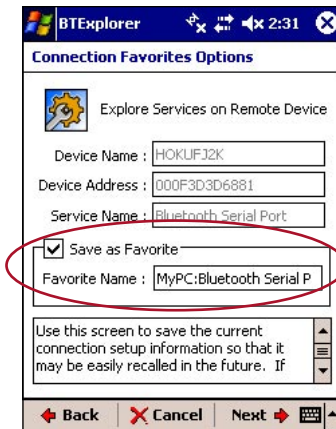 BTExplorer 2:31
Connection Favorites Options
Explore Services on Remote Device
Device Name : HOKUFJ2K
Device Address : 000F3D3D6881
Service Name : Bluetooth Serial Port
Save as Favorite
Favorite Name : MyPC:Bluetooth Serial P
Use this screen to save the current
connection setup information so that it
may be easily recalled in the future. If
Back Cancel Next